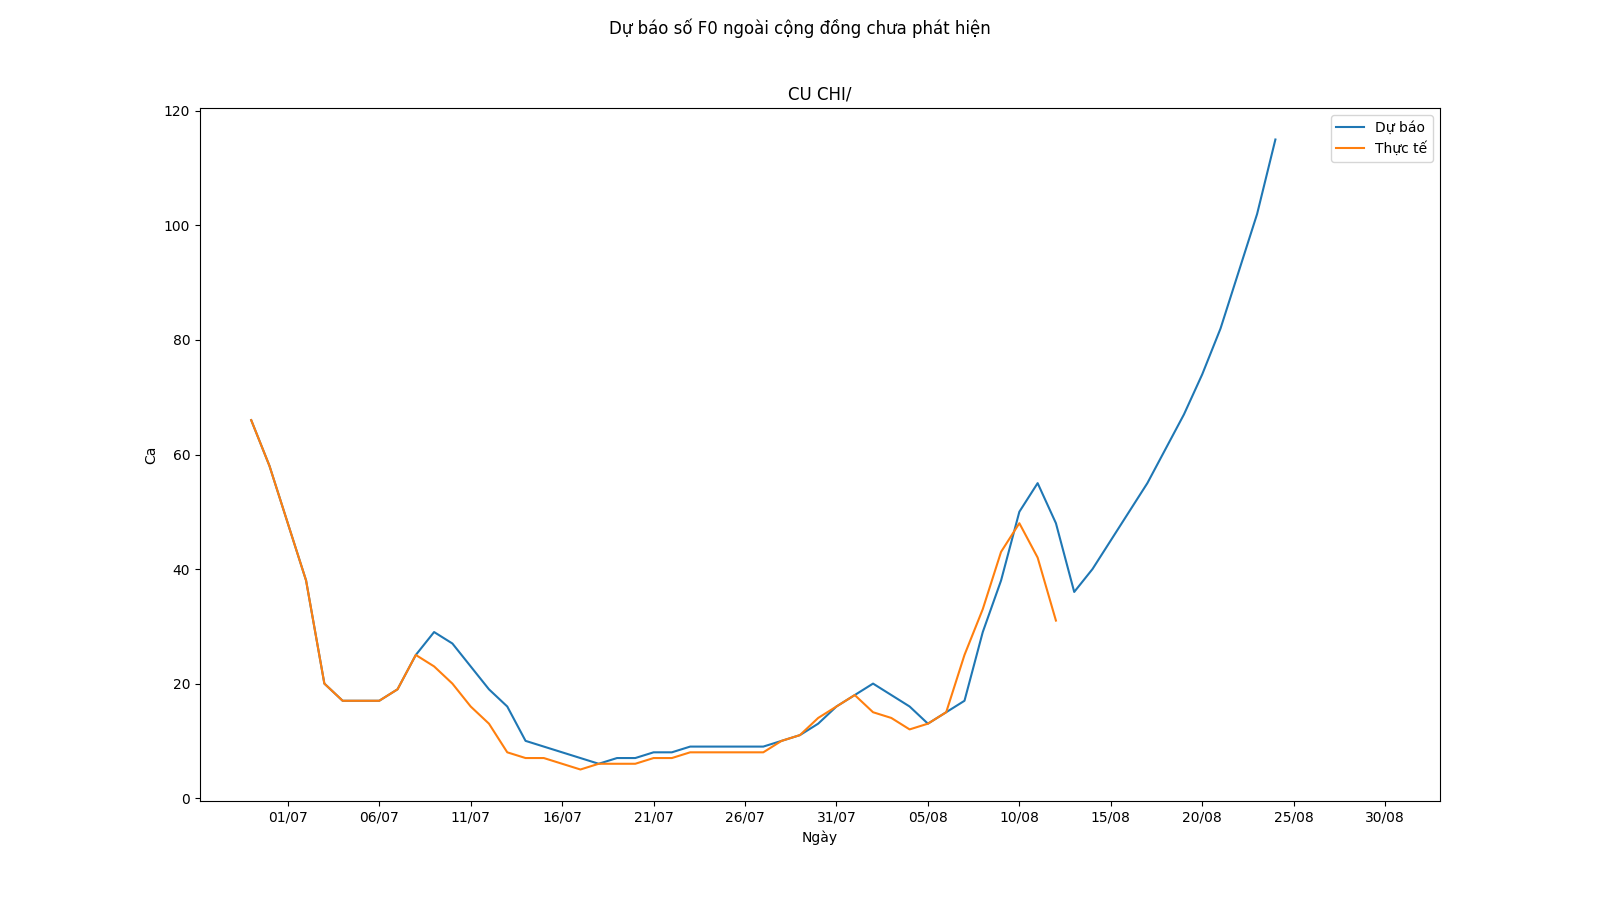 Dự báo số F0 ngoài cộng đồng chưa phát hiện
CU CHI/
Dự báo
Thực tế
120
100
80
60
40
20
0
Ca
01/07 06/07 11/07 16/07 21/07 26/07 31/07 05/08 10/08 15/08 20/08 25/08 30/08
Ngày